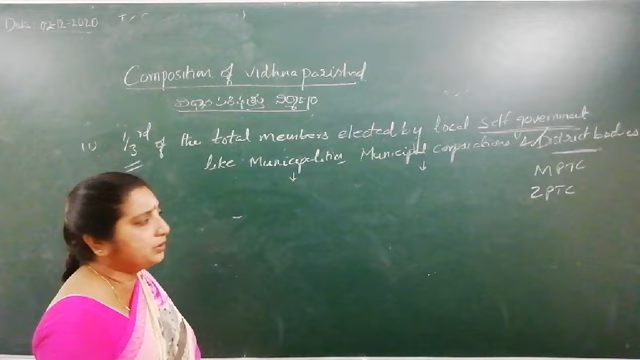 Date: 02-12-2020
Composition of Vidhnaparishad
(1) 1/3rd of the total members elected by local Self government
like Municipalities Municipal corporations & District bodies
MPTC
ZPTC